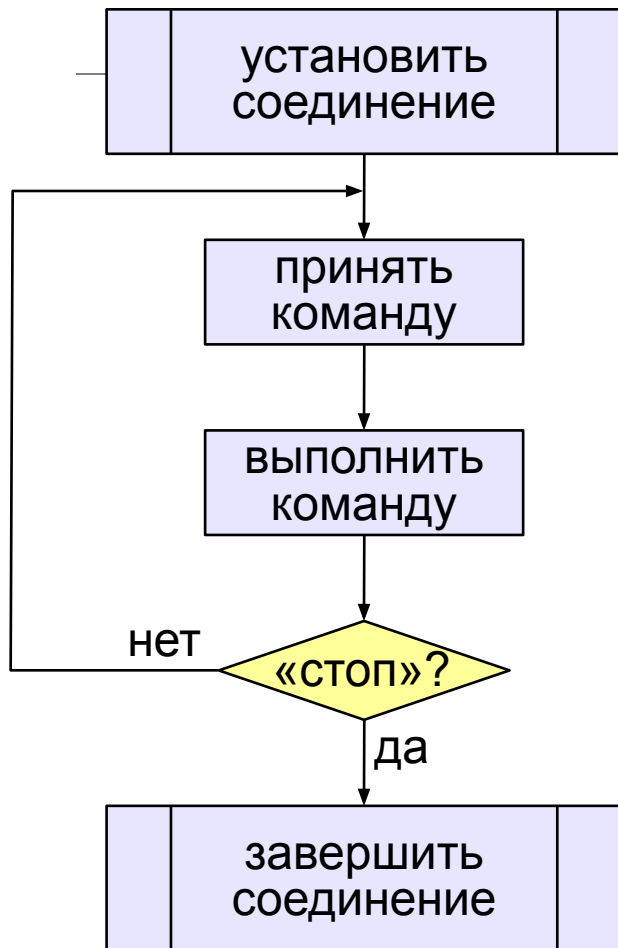 установить
соединение
принять
команду
выполнить
команду
нет
«стоп»?
да
завершить
соединение